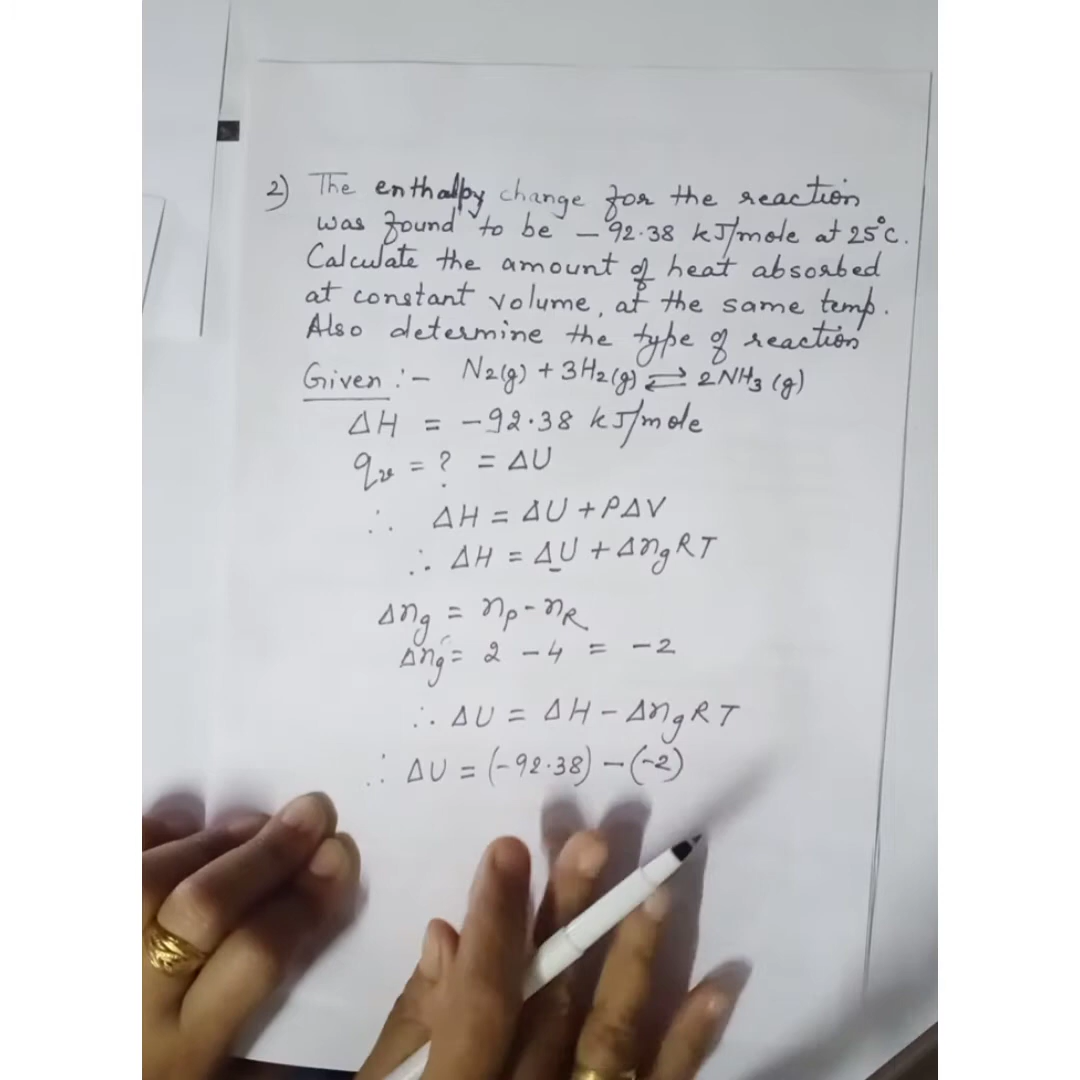 2) The enthalpy change for the reaction
was found to be - 92.38 kJ/mole at 25°C.
Calculate the amount of heat absorbed
at constant volume, at the same temp.
Also determine the type of reaction
Given :- N2(g) + 3H2(g) ⇌ 2NH3(g)
ΔH = -92.38 kJ/mole
qv = ? = ΔU
∴ ΔH = ΔU + PΔV
∴ ΔH = ΔU + ΔngRT
Δng = nP - nR
Δng = 2 - 4 = -2
∴ ΔU = ΔH - ΔngRT
∴ ΔU = (-92.38) - (-2)